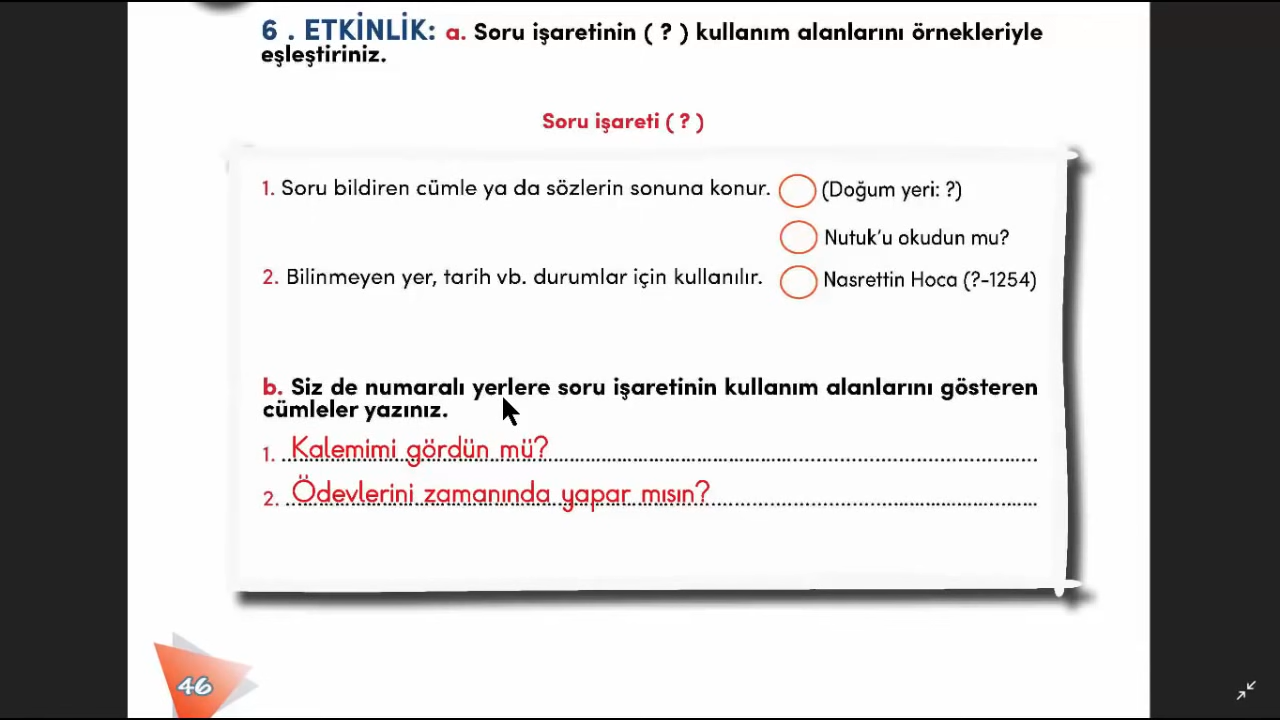 6 . ETKİNLİK: a. Soru işaretinin ( ? ) kullanım alanlarını örnekleriyle
eşleştiriniz.
Soru işareti ( ? )
1. Soru bildiren cümle ya da sözlerin sonuna konur. (Doğum yeri: ?)
Nutuk'u okudun mu?
2. Bilinmeyen yer, tarih vb. durumlar için kullanılır. Nasrettin Hoca (?-1254)
b. Siz de numaralı yerlere soru işaretinin kullanım alanlarını gösteren
cümleler yazınız.
1. Kalemimi gördün mü?
2. Ödevlerini zamanında yapar mısın?
46